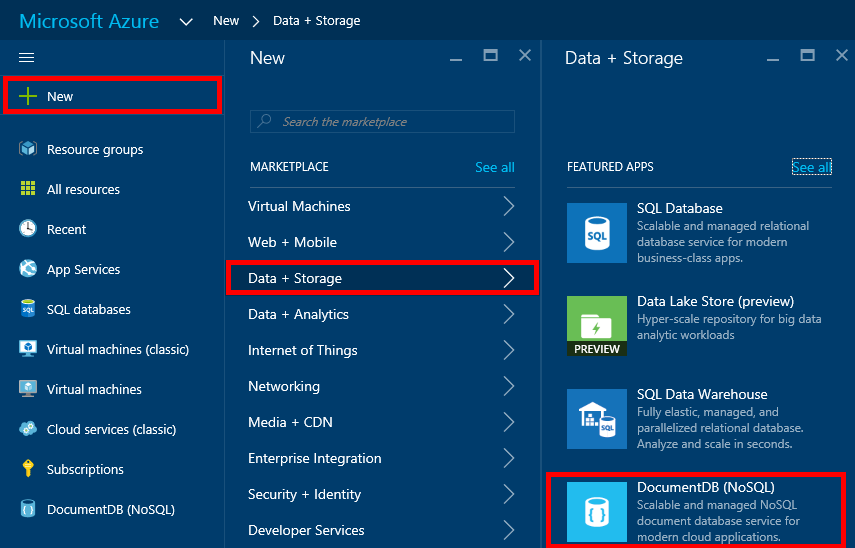 Microsoft Azure New > Data + Storage
New
Resource groups
All resources
Recent
App Services
SQL databases
Virtual machines (classic)
Virtual machines
Cloud services (classic)
Subscriptions
DocumentDB (NoSQL)
New
Search the marketplace
MARKETPLACE See all
Virtual Machines
Web + Mobile
Data + Storage
Data + Analytics
Internet of Things
Networking
Media + CDN
Enterprise Integration
Security + Identity
Developer Services
Data + Storage
FEATURED APPS See all
SQL
SQL Database
Scalable and managed relational
database service for modern
business-class apps.
PREVIEW
Data Lake Store (preview)
Hyper-scale repository for big data
analytic workloads
SQL
SQL Data Warehouse
Fully elastic, managed, and
parallelized relational database.
Analyze and scale in seconds.
{ }
DocumentDB (NoSQL)
Scalable and managed NoSQL
document database service for
modern cloud applications.